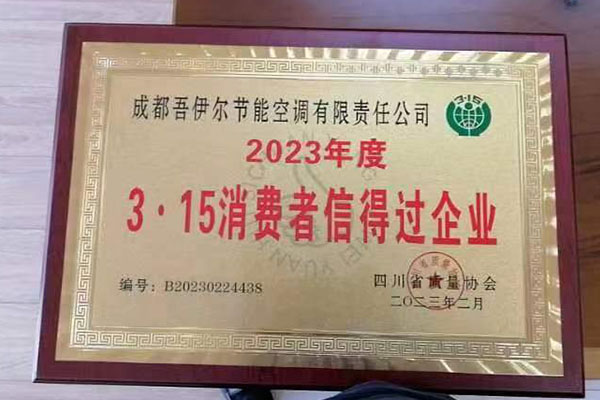 成都吾伊尔节能空调有限责任公司
3·15
2023年度
3·15消费者信得过企业
编号:B20230224438
四川省质量协会
二〇二三年二月